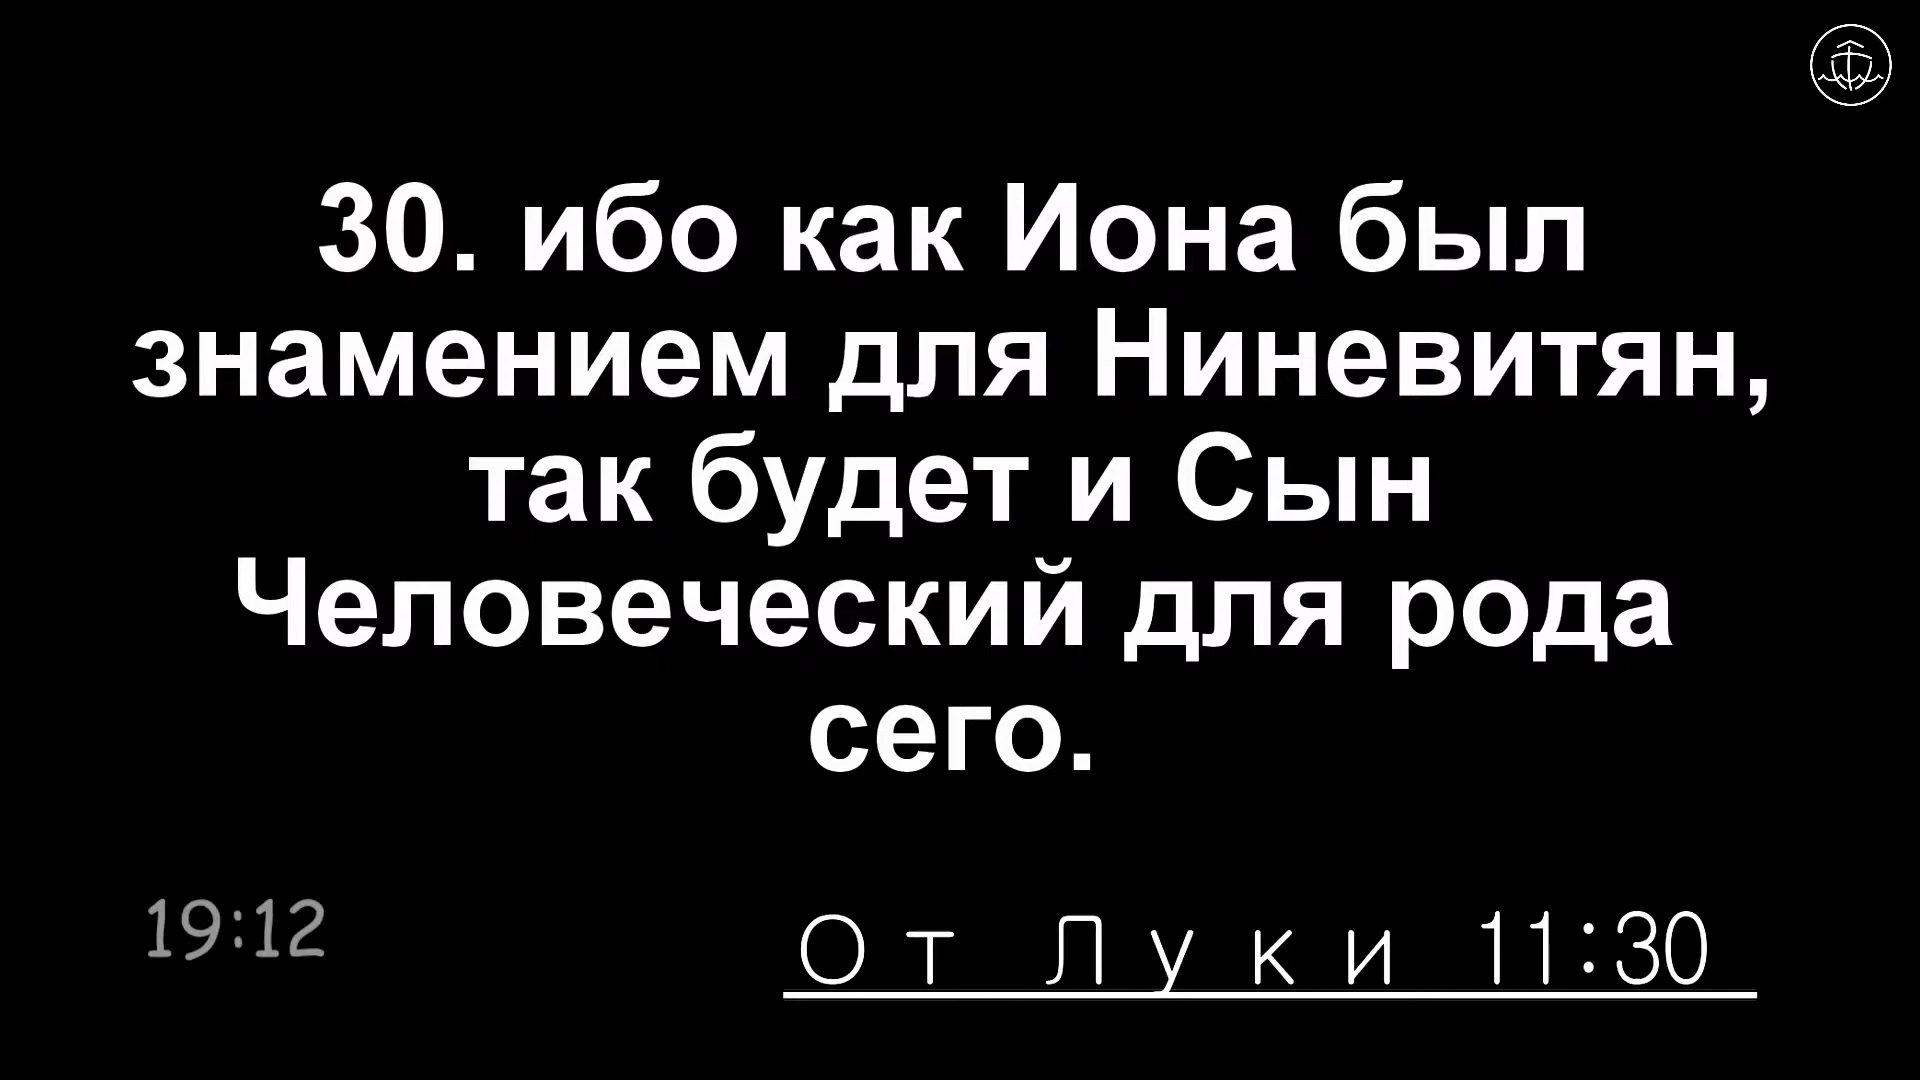 30. ибо как Иона был
знамением для Ниневитян,
так будет и Сын
Человеческий для рода
сего.
19:12
От Луки 11:30